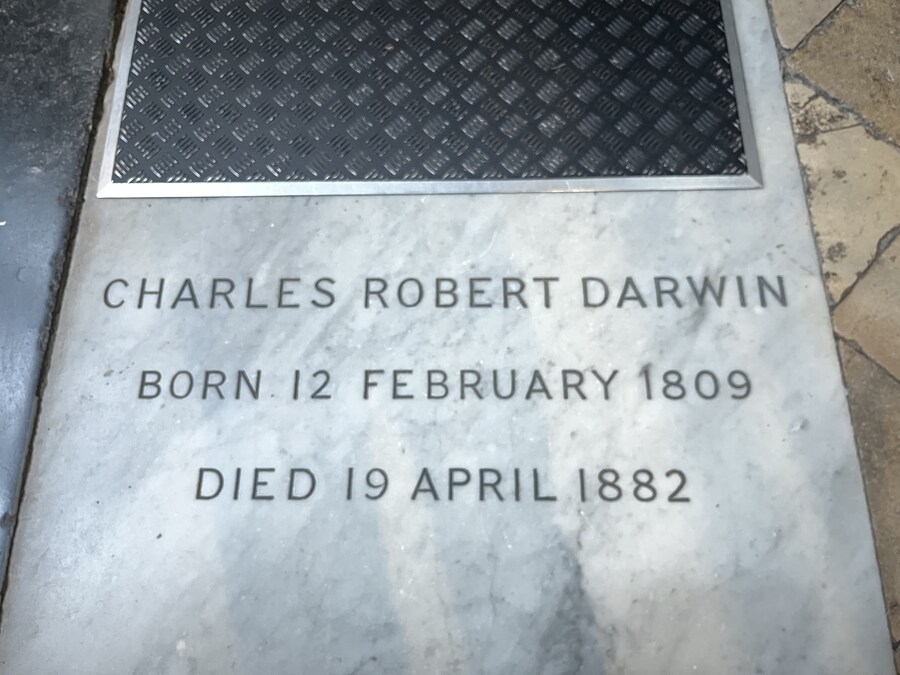 CHARLES ROBERT DARWIN
BORN 12 FEBRUARY 1809
DIED 19 APRIL 1882